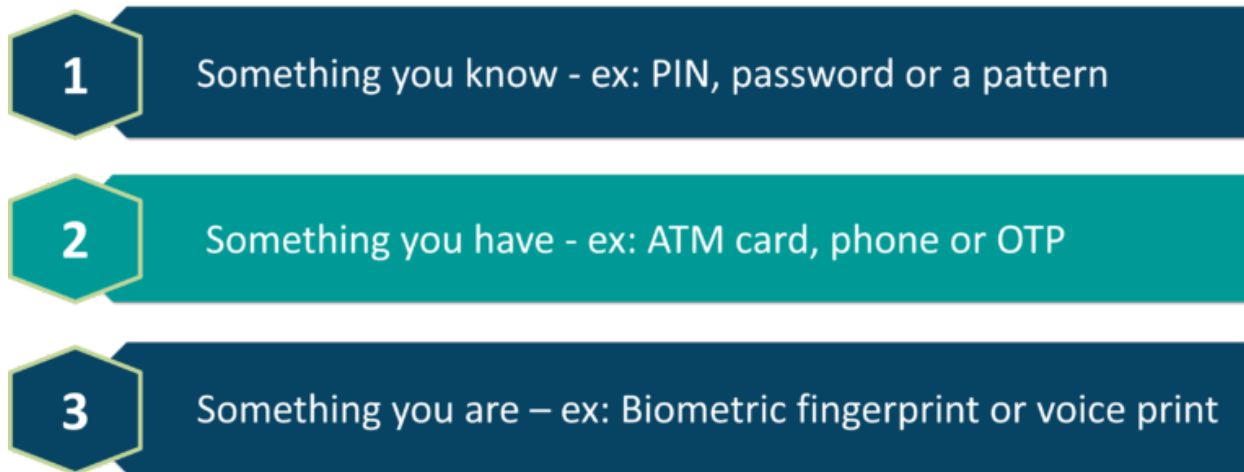 1
Something you know - ex: PIN, password or a pattern
2
Something you have - ex: ATM card, phone or OTP
3
Something you are – ex: Biometric fingerprint or voice print